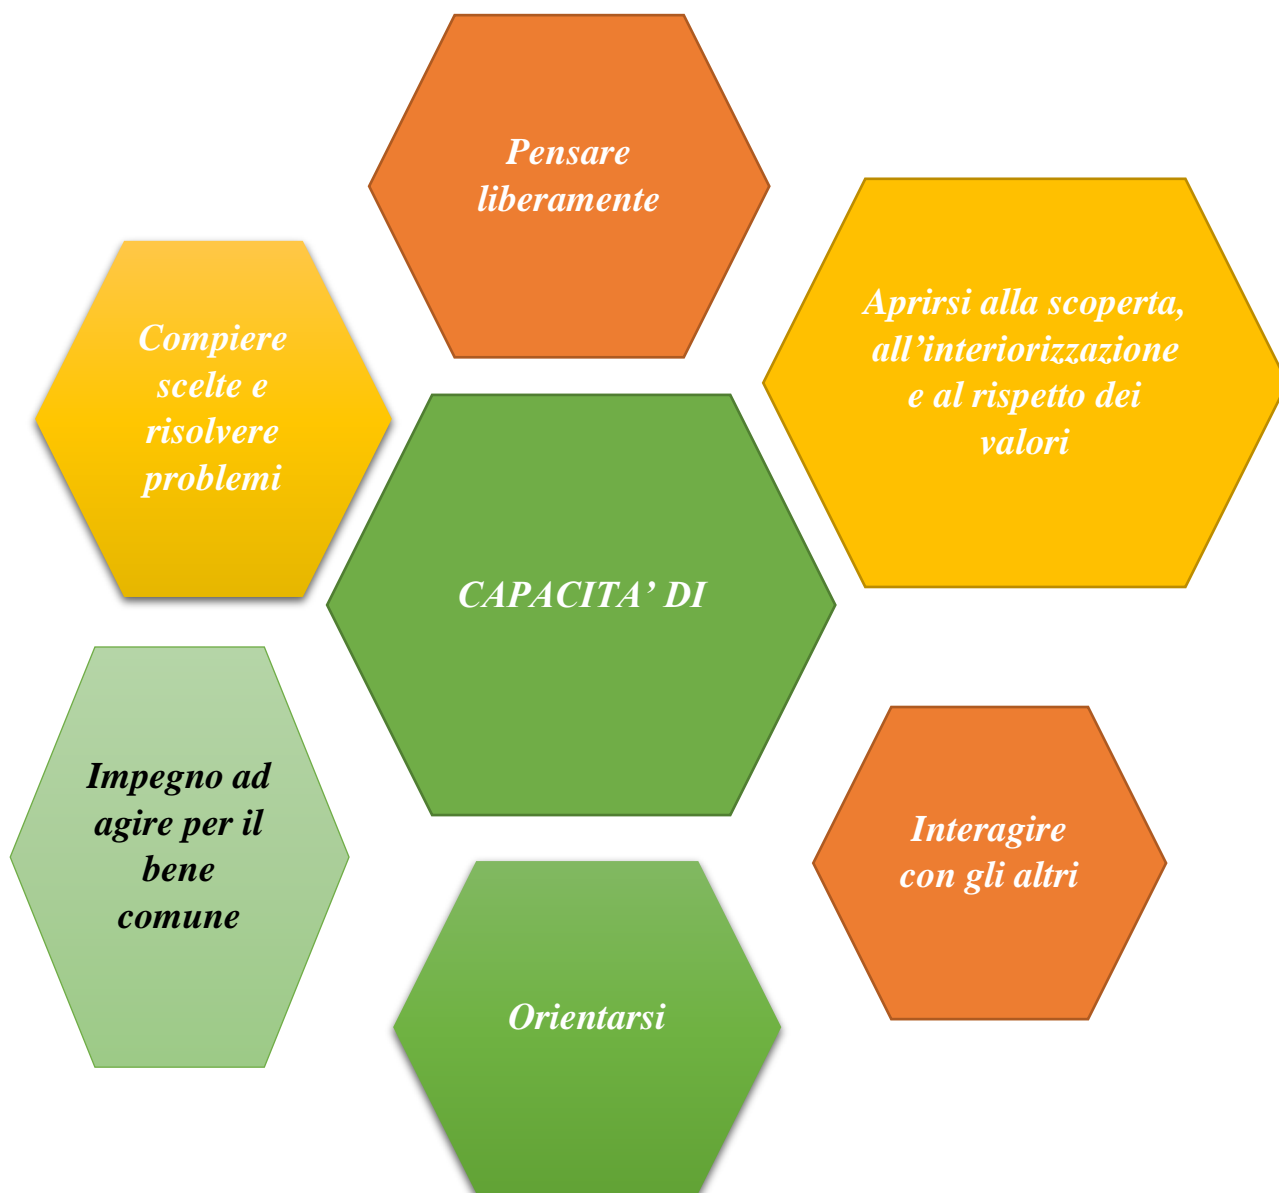 Pensare
liberamente
Aprirsi alla scoperta,
all’interiorizzazione
e al rispetto dei
valori
Compiere
scelte e
risolvere
problemi
CAPACITA’ DI
Impegno ad
agire per il
bene
comune
Interagire
con gli altri
Orientarsi